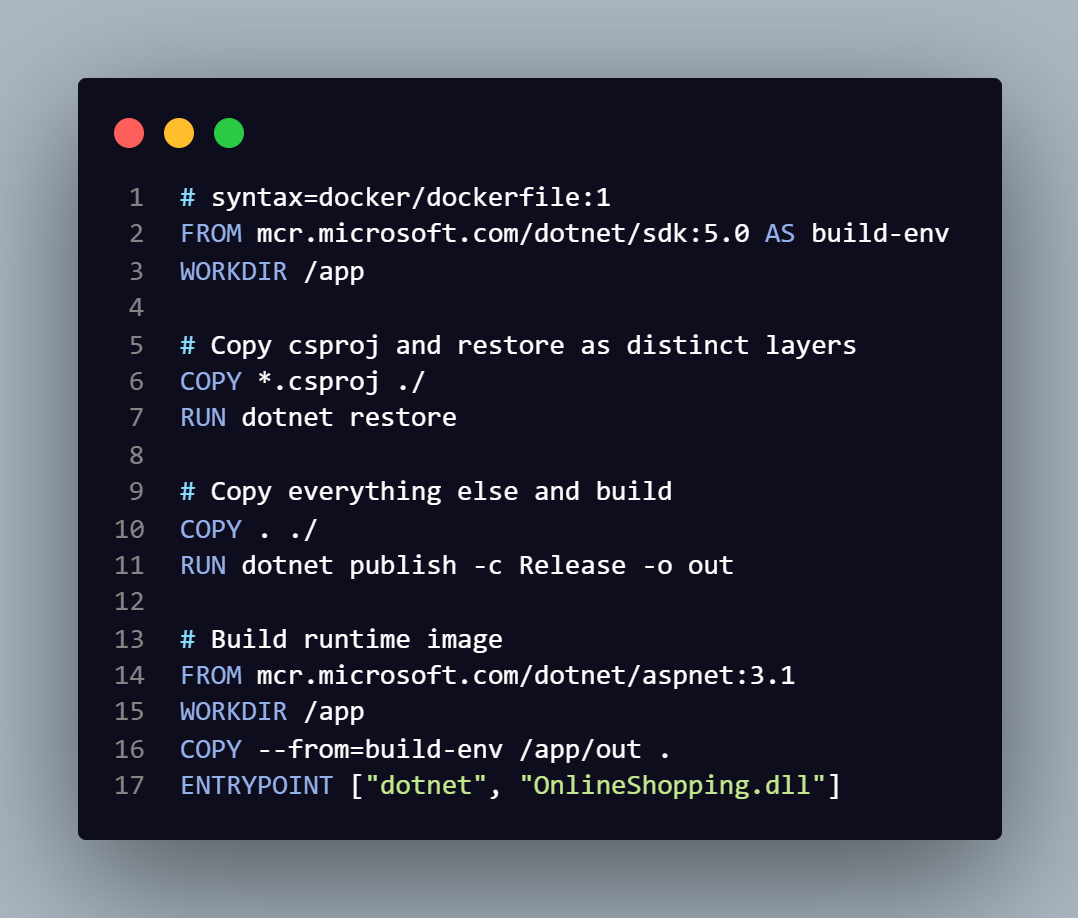 1 # syntax=docker/dockerfile:1
2 FROM mcr.microsoft.com/dotnet/sdk:5.0 AS build-env
3 WORKDIR /app
4
5 # Copy csproj and restore as distinct layers
6 COPY *.csproj ./
7 RUN dotnet restore
8
9 # Copy everything else and build
10 COPY . ./
11 RUN dotnet publish -c Release -o out
12
13 # Build runtime image
14 FROM mcr.microsoft.com/dotnet/aspnet:3.1
15 WORKDIR /app
16 COPY --from=build-env /app/out .
17 ENTRYPOINT ["dotnet", "OnlineShopping.dll"]